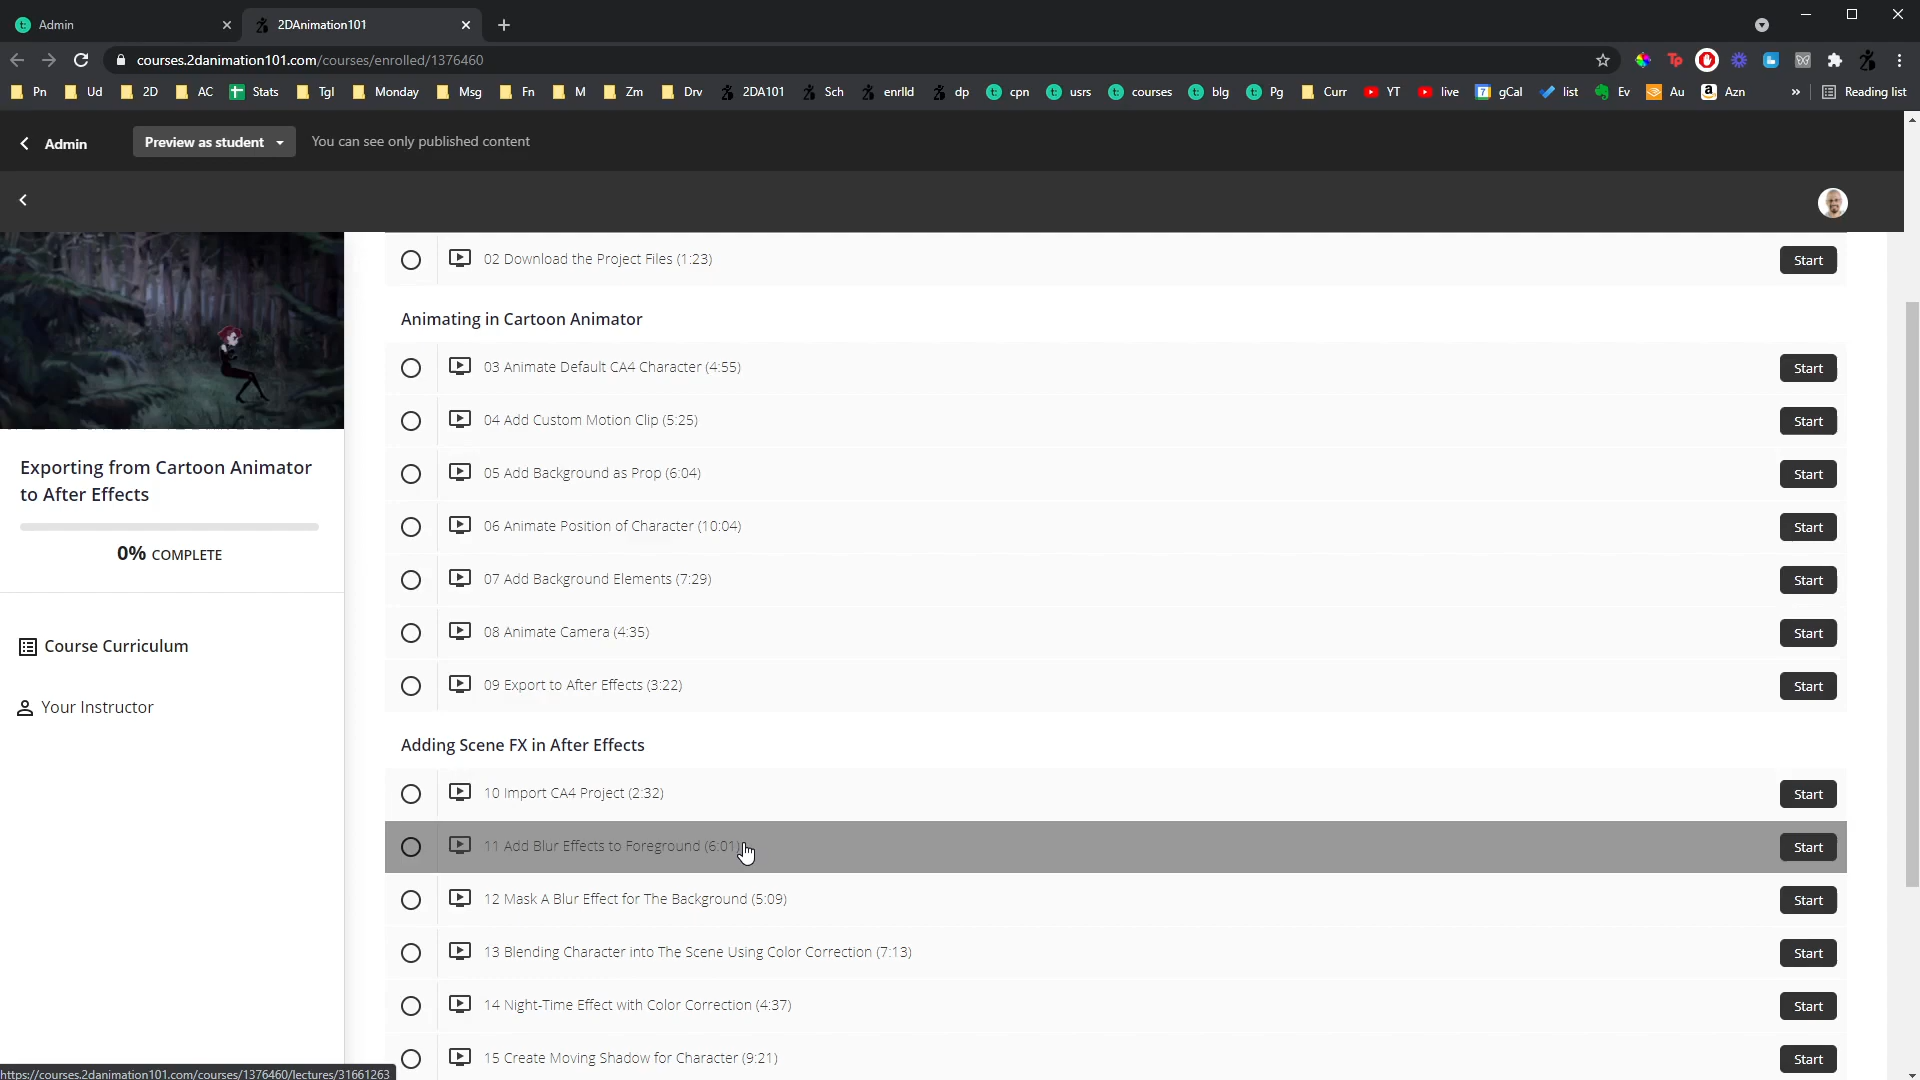 Admin
2DAnimation101
courses.2danimation101.com/courses/enrolled/1376460
Pn Ud 2D AC Stats Tgl Monday Msg Fn M Zm Drv 2DA101 Sch enrlld dp cpn usrs courses blg Pg Curr YT live gCal list Ev Au Azn » Reading list
Admin Preview as student You can see only published content
02 Download the Project Files (1:23) Start
Animating in Cartoon Animator
03 Animate Default CA4 Character (4:55) Start
04 Add Custom Motion Clip (5:25) Start
Exporting from Cartoon Animator
to After Effects
05 Add Background as Prop (6:04) Start
0% COMPLETE
06 Animate Position of Character (10:04) Start
07 Add Background Elements (7:29) Start
Course Curriculum
08 Animate Camera (4:35) Start
Your Instructor
09 Export to After Effects (3:22) Start
Adding Scene FX in After Effects
10 Import CA4 Project (2:32) Start
11 Add Blur Effects to Foreground (6:01) Start
12 Mask A Blur Effect for The Background (5:09) Start
13 Blending Character into The Scene Using Color Correction (7:13) Start
14 Night-Time Effect with Color Correction (4:37) Start
15 Create Moving Shadow for Character (9:21) Start
https://courses.2danimation101.com/courses/1376460/lectures/31661263